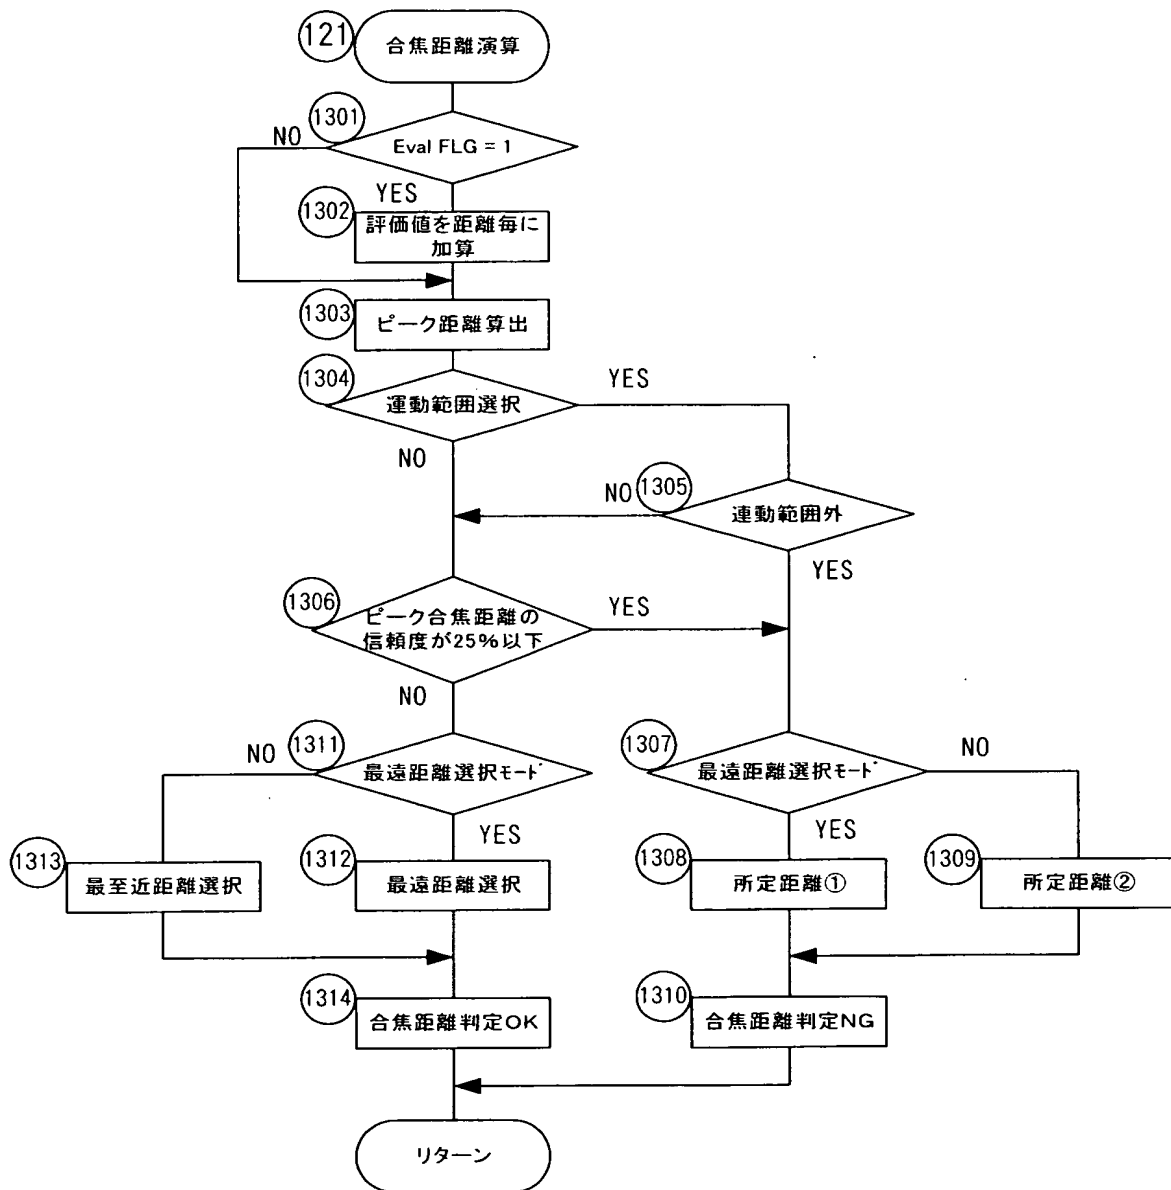 121
合焦距離演算
1301
NO
Eval FLG = 1
YES
1302
評価値を距離毎に
加算
1303
ピーク距離算出
1304
YES
運動範囲選択
NO
NO
1305
連動範囲外
YES
1306
ピーク合焦距離の
信頼度が25%以下
YES
NO
NO
1311
最遠距離選択モード
YES
1307
最遠距離選択モード
NO
YES
1313
最至近距離選択
1312
最遠距離選択
1308
所定距離①
1309
所定距離②
1314
合焦距離判定OK
1310
合焦距離判定NG
リターン